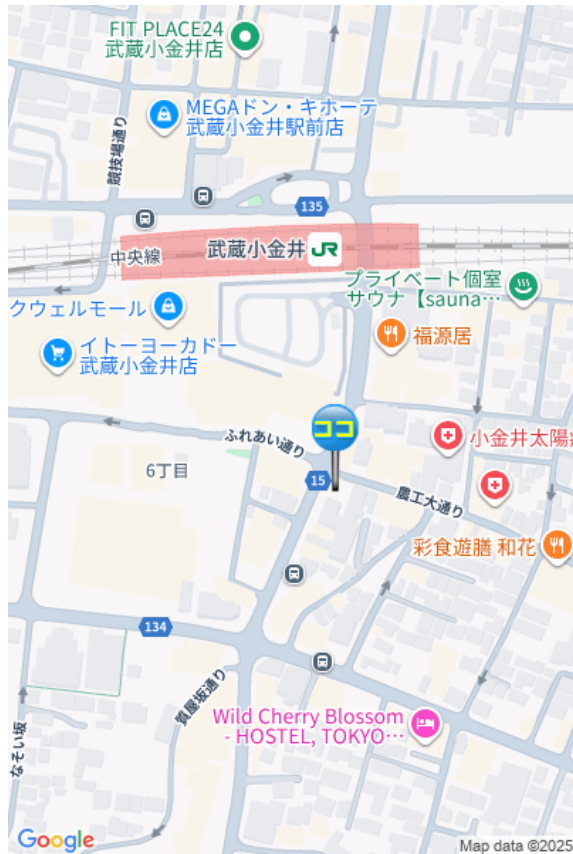 FIT PLACE24
武蔵小金井店
MEGAドン・キホーテ
武蔵小金井駅前店
競技場通り
135
武蔵小金井
JR
中央線
プライベート個室
サウナ【sauna…
クウェルモール
福源居
イトーヨーカドー
武蔵小金井店
ココ
ふれあい通り
小金井太陽病
6丁目
15
農工大通り
彩食遊膳 和花
134
質屋坂通り
Wild Cherry Blossom
- HOSTEL, TOKYO…
なそい坂
Google
Map data ©2025